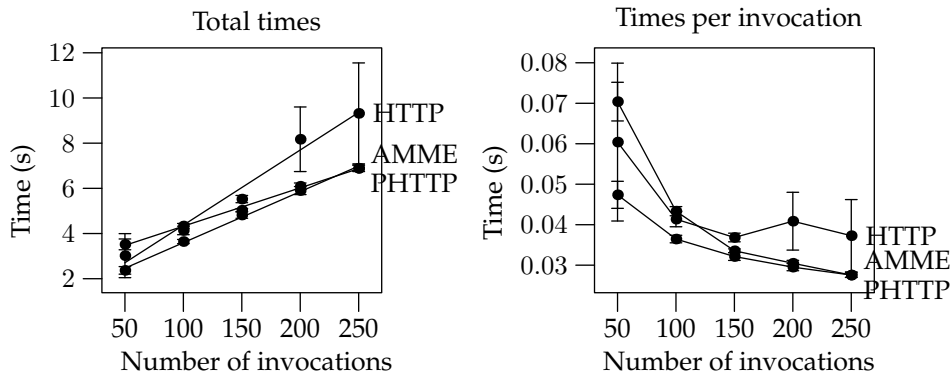 Total times
Time (s)
12
10
8
6
4
2
HTTP
AMME
PHTTP
50 100 150 200 250
Number of invocations
Times per invocation
Time (s)
0.08
0.07
0.06
0.05
0.04
0.03
HTTP
AMME
PHTTP
50 100 150 200 250
Number of invocations